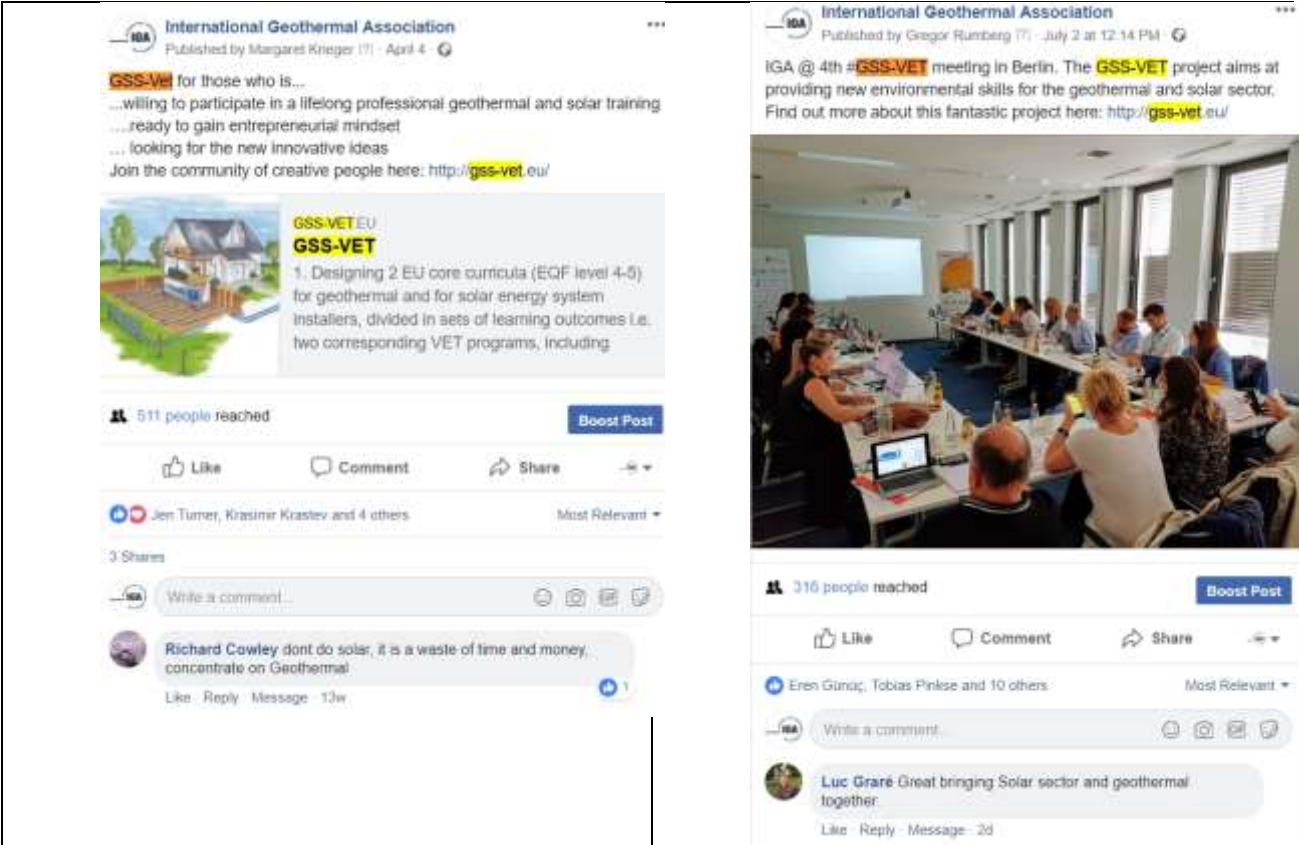 International Geothermal Association
IGA
Published by Margaret Krieger [?] · April 4 ·
GSS-Vet for those who is...
...willing to participate in a lifelong professional geothermal and solar training
....ready to gain entrepreneurial mindset
... looking for the new innovative ideas
Join the community of creative people here: http://gss-vet.eu/
GSS-VET.EU
GSS-VET
1. Designing 2 EU core curricula (EQF level 4-5)
for geothermal and for solar energy system
installers, divided in sets of learning outcomes i.e.
two corresponding VET programs, including
511 people reached
Boost Post
Like Comment Share
Jen Turner, Krasimir Krastev and 4 others Most Relevant
3 Shares
IGA
Write a comment...
GIF
Richard Cowley dont do solar, it is a waste of time and money,
concentrate on Geothermal
1
Like · Reply · Message · 13w
International Geothermal Association
IGA
Published by Gregor Rumberg [?] · July 2 at 12:14 PM ·
IGA @ 4th #GSS-VET meeting in Berlin. The GSS-VET project aims at
providing new environmental skills for the geothermal and solar sector.
Find out more about this fantastic project here: http://gss-vet.eu/
316 people reached
Boost Post
Like Comment Share
Eren Günüç, Tobias Pinkse and 10 others Most Relevant
IGA
Write a comment...
GIF
Luc Graré Great bringing Solar sector and geothermal
together.
Like · Reply · Message · 2d